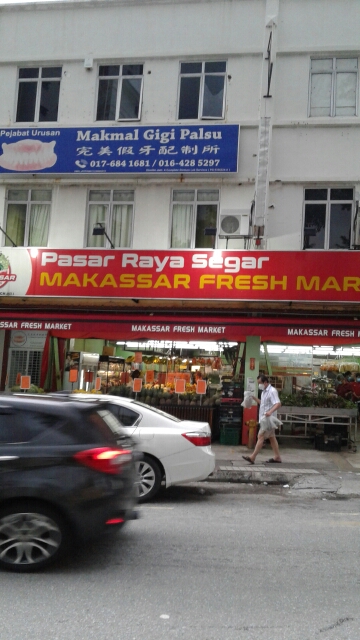 Pejabat Urusan
Makmal Gigi Palsu
完美假牙配制所
017-684 1681 / 016-428 5297
Pasar Raya Segar
MAKASSAR FRESH MAR
SSAR FRESH MARKET
MAKASSAR FRESH MARKET
MAKASSAR FRESH